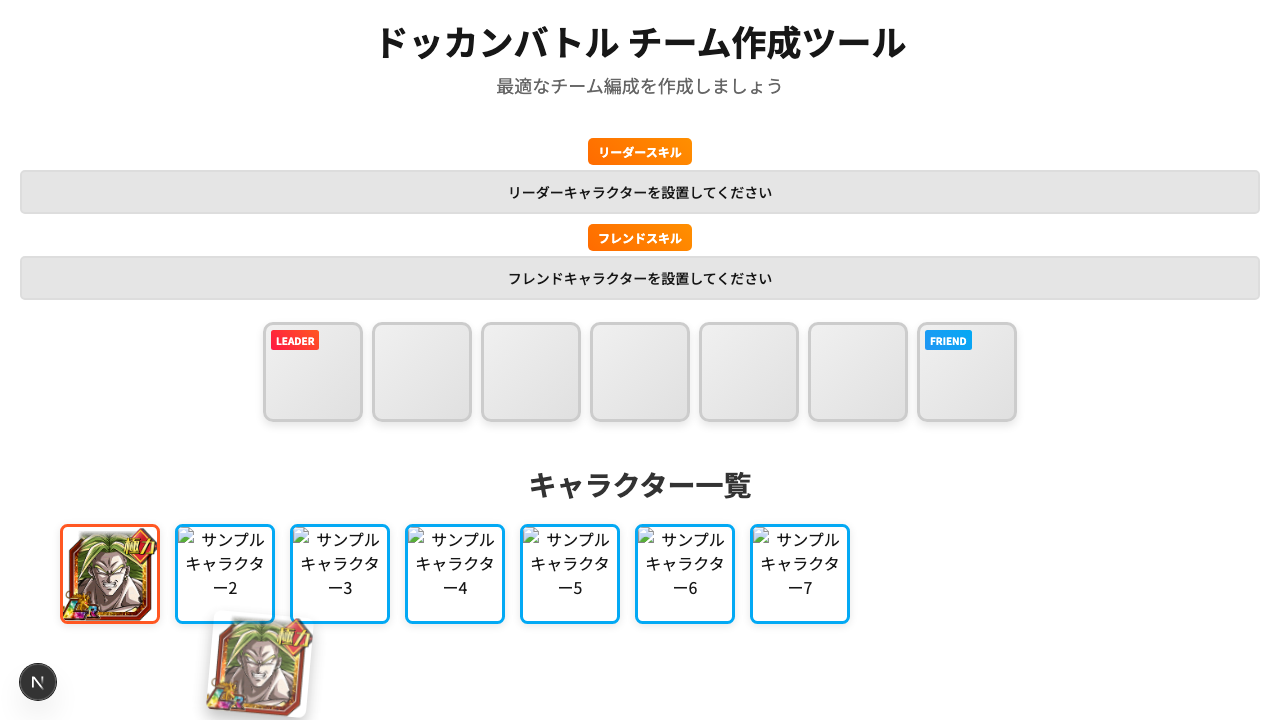 ドッカンバトル チーム作成ツール
最適なチーム編成を作成しましょう
リーダースキル
リーダーキャラクターを設置してください
フレンドスキル
フレンドキャラクターを設置してください
LEADER
FRIEND
キャラクター一覧
極力
サンプル
キャラクタ
ー2
サンプル
キャラクタ
ー3
サンプル
キャラクタ
ー4
サンプル
キャラクタ
ー5
サンプル
キャラクタ
ー6
サンプル
キャラクタ
ー7
極力
N